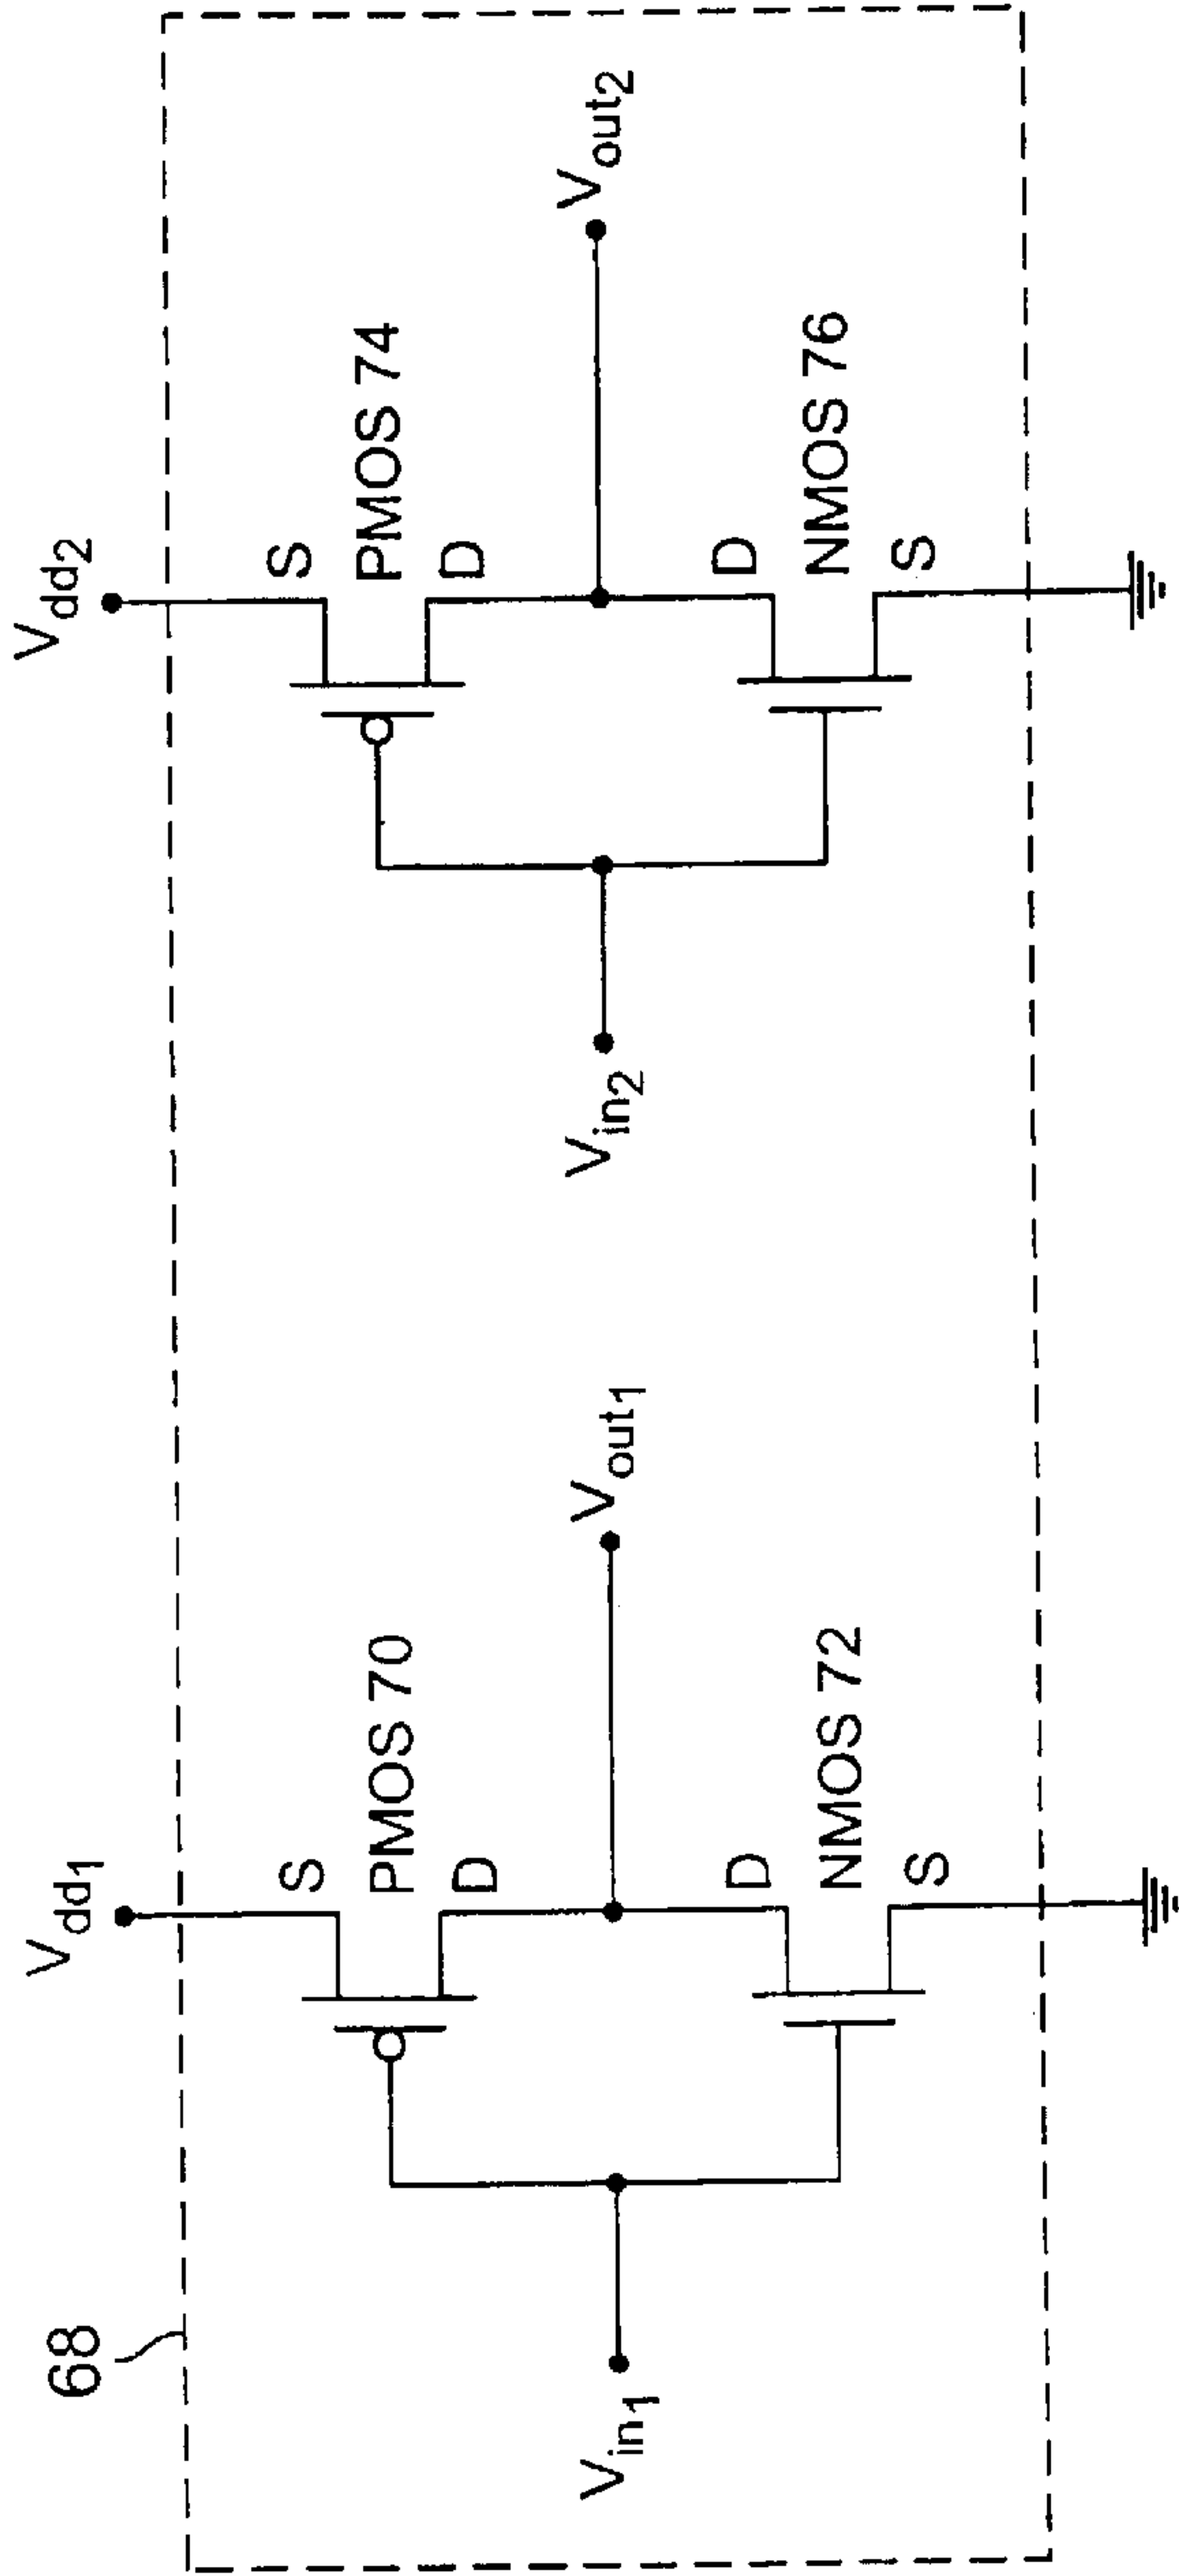 68
Vdd1
Vdd2
S
PMOS 70
D
S
PMOS 74
D
Vin1
Vout1
Vin2
Vout2
D
NMOS 72
S
D
NMOS 76
S